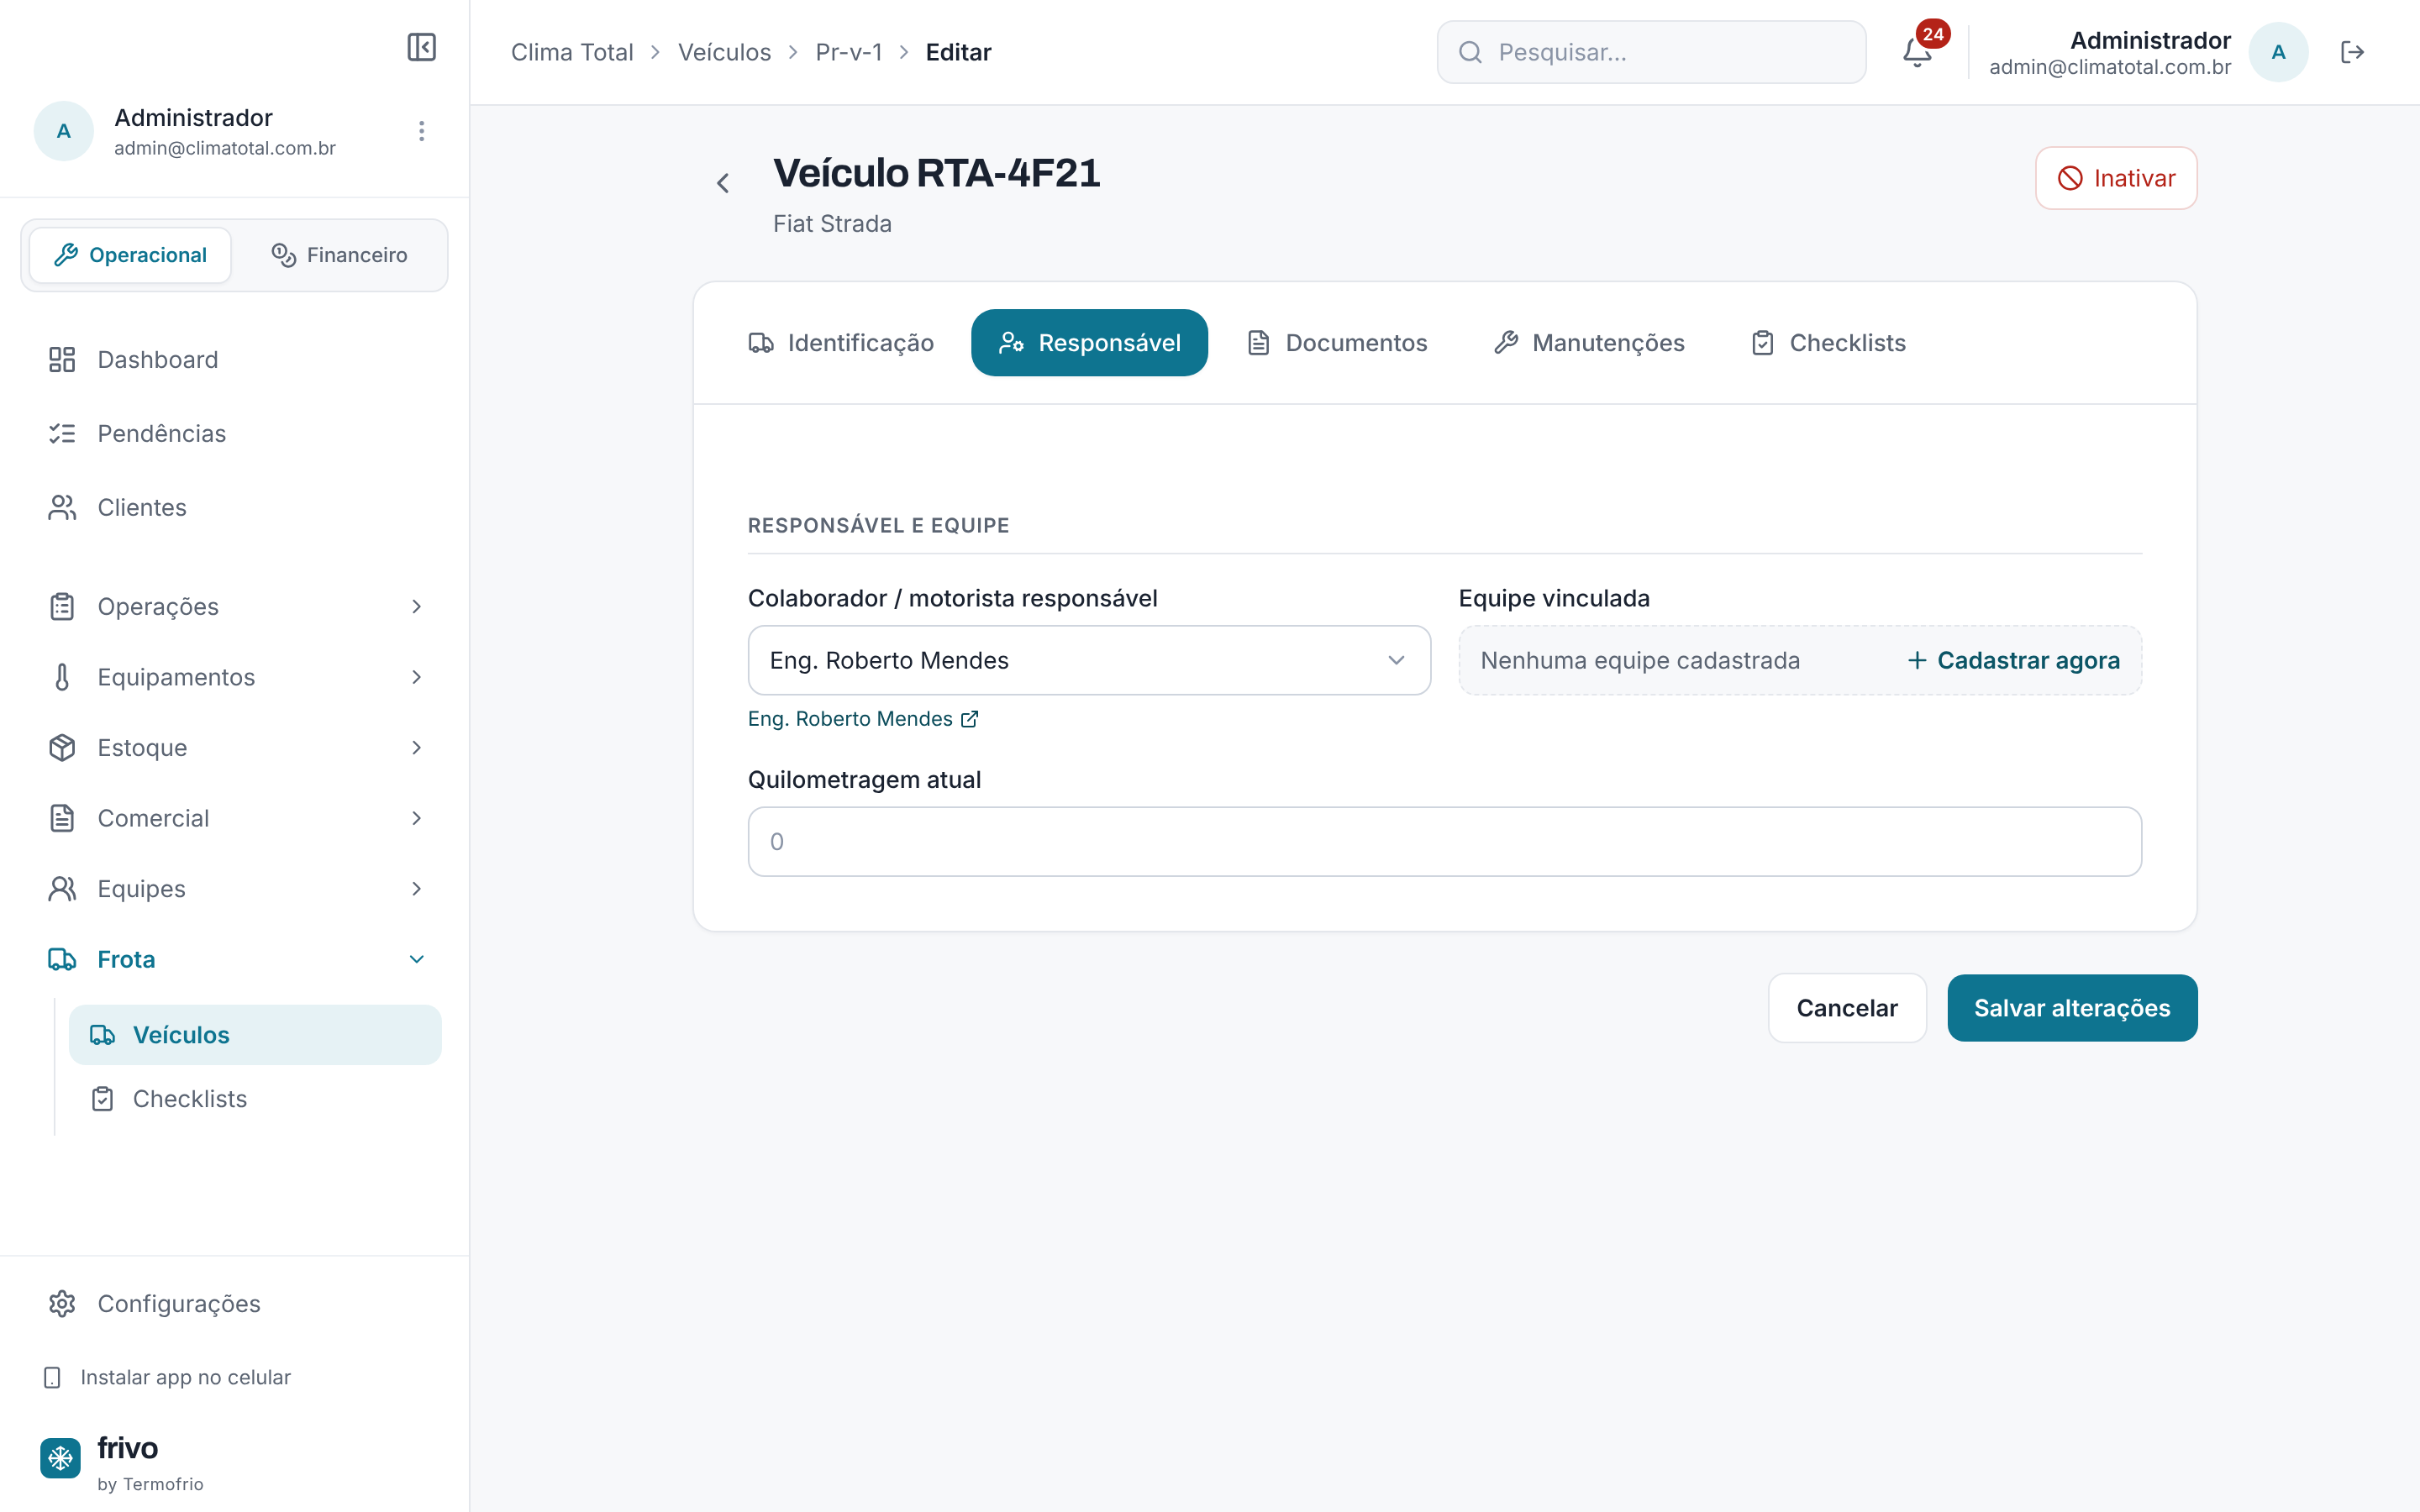 Clima Total > Veículos > Pr-v-1 > Editar
Pesquisar...
24
Administrador
admin@climatotal.com.br
A
A
Administrador
admin@climatotal.com.br
Operacional
Financeiro
Dashboard
Pendências
Clientes
Operações
Equipamentos
Estoque
Comercial
Equipes
Frota
Veículos
Checklists
Configurações
Instalar app no celular
frivo
by Termofrio
Veículo RTA-4F21
Fiat Strada
Inativar
Identificação
Responsável
Documentos
Manutenções
Checklists
RESPONSÁVEL E EQUIPE
Colaborador / motorista responsável
Eng. Roberto Mendes
Eng. Roberto Mendes
Equipe vinculada
Nenhuma equipe cadastrada
+ Cadastrar agora
Quilometragem atual
0
Cancelar
Salvar alterações